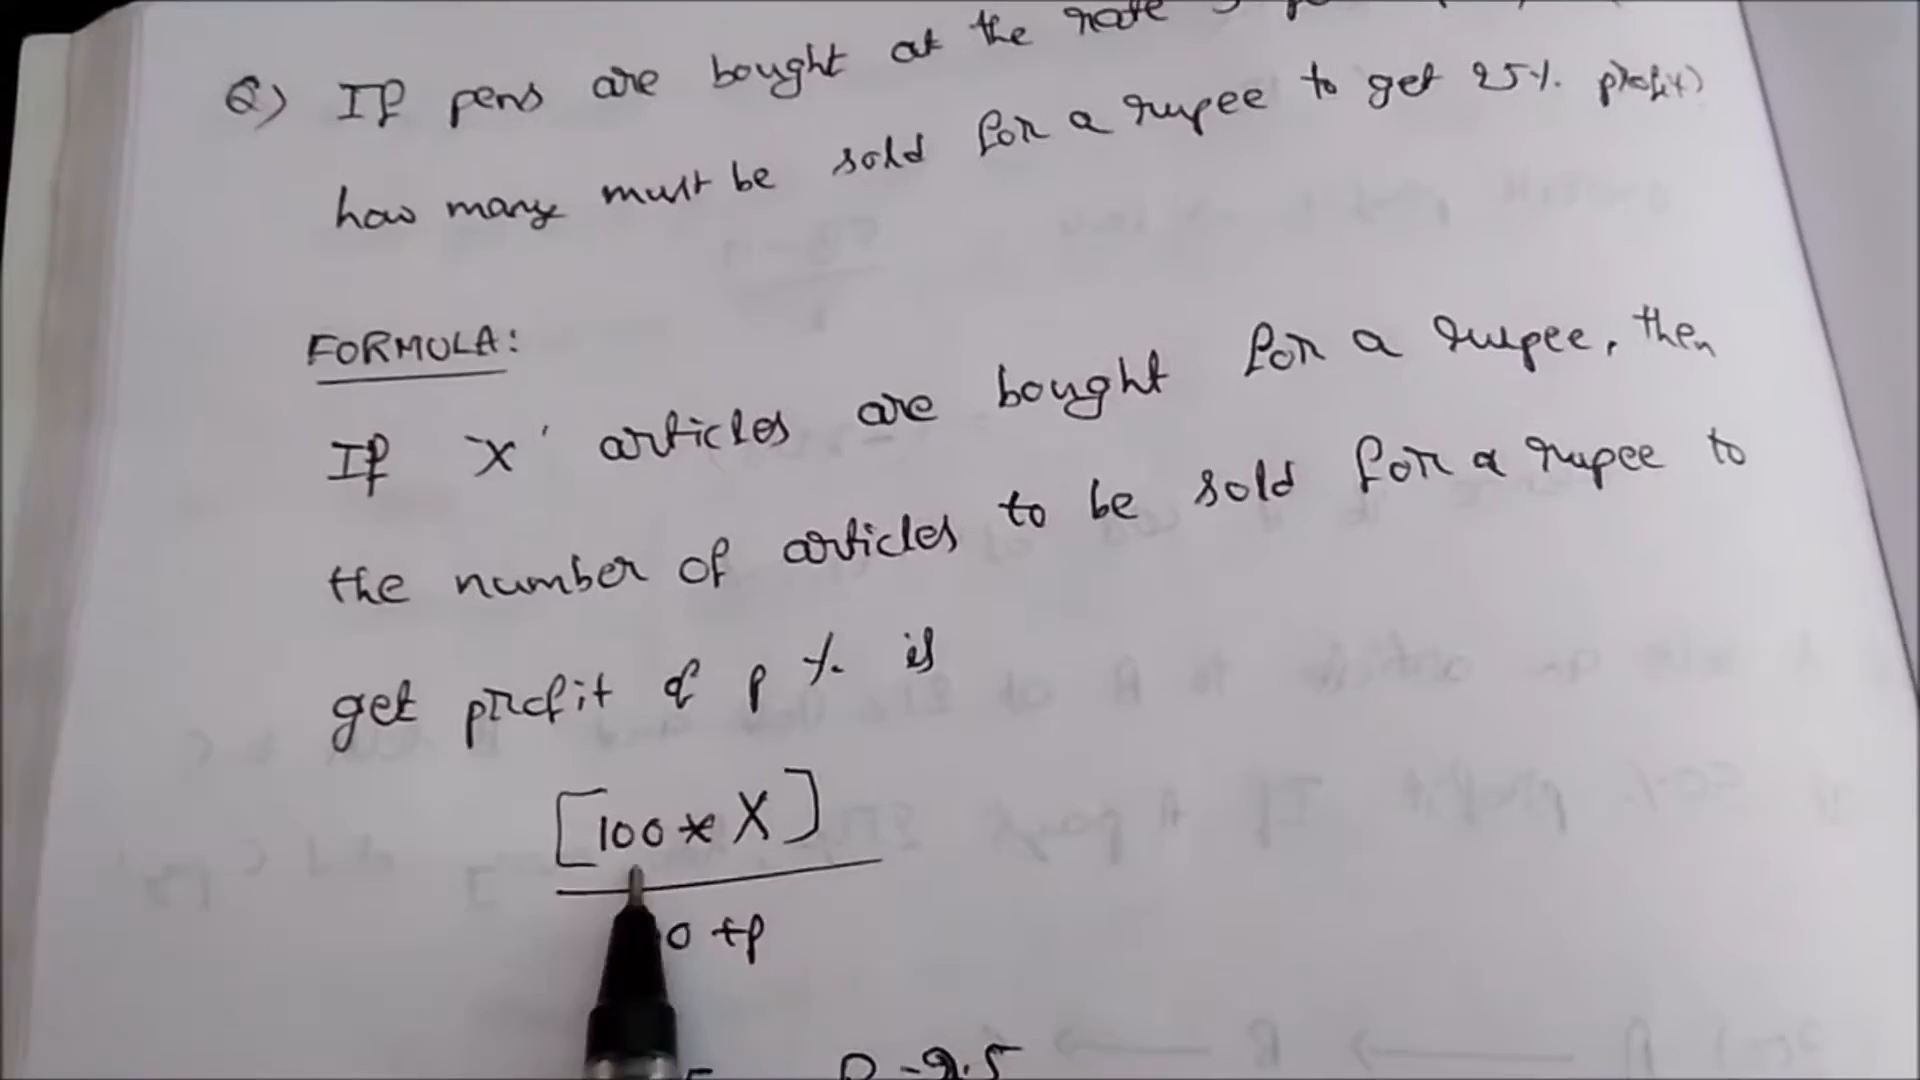 Q) If pens are bought at the rate
how many must be sold for a rupee to get 25% profit)
FORMULA:
If 'X' articles are bought for a rupee, then
the number of articles to be sold for a rupee to
get profit of p % is
[100 * X]
0 +p